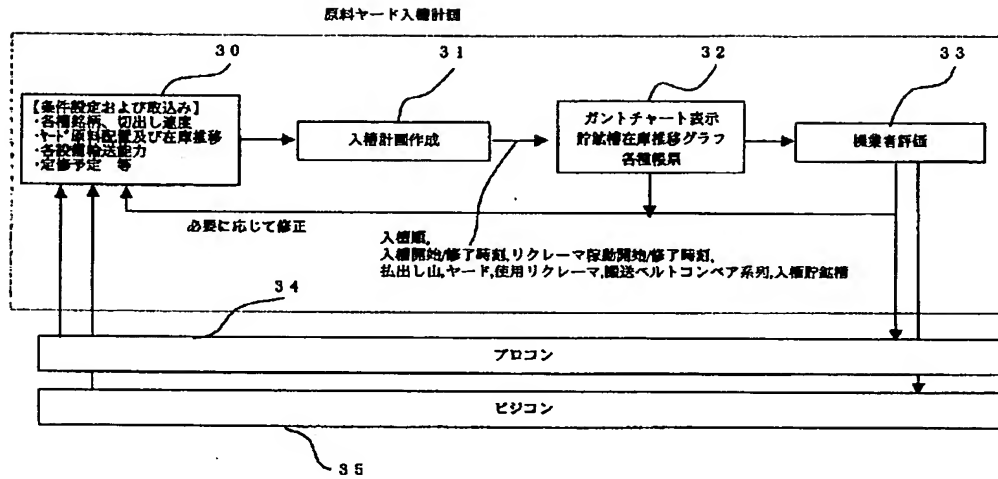 原料ヤード入槽計画
30
31
32
33
【条件設定および取込み】
・各種銘柄、切出し速度
・ヤード原料配置及び在庫推移
・各設備輸送能力
・定修予定 等
入槽計画作成
ガントチャート表示
貯鉱槽在庫推移グラフ
各種帳票
操業者評価
必要に応じて修正
入槽順,
入槽開始/修了時刻,リクレーマ稼動開始/修了時刻,
払出し山,ヤード,使用リクレーマ,搬送ベルトコンベア系列,入槽貯鉱槽
34
プロコン
ビジコン
35